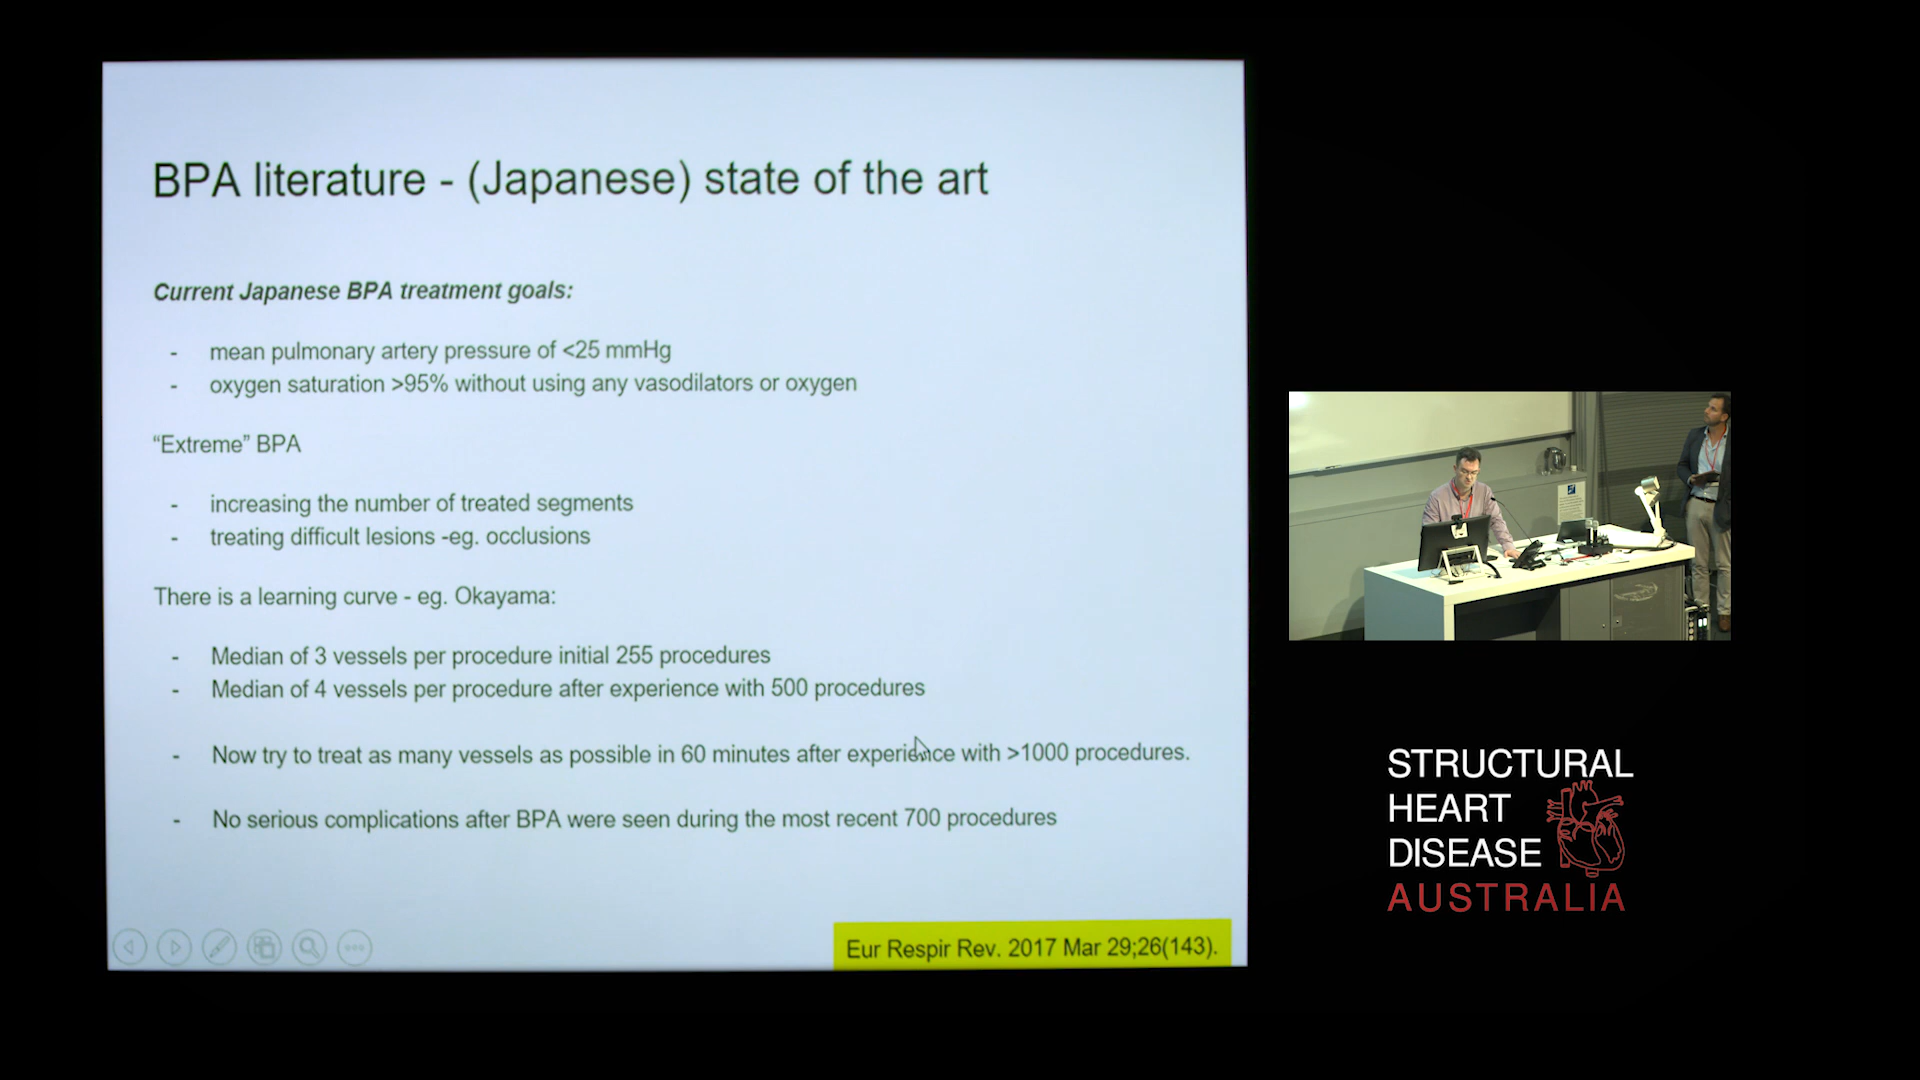 BPA literature - (Japanese) state of the art
Current Japanese BPA treatment goals:
- mean pulmonary artery pressure of <25 mmHg
- oxygen saturation >95% without using any vasodilators or oxygen
“Extreme” BPA
- increasing the number of treated segments
- treating difficult lesions -eg. occlusions
There is a learning curve - eg. Okayama:
- Median of 3 vessels per procedure initial 255 procedures
- Median of 4 vessels per procedure after experience with 500 procedures
- Now try to treat as many vessels as possible in 60 minutes after experience with >1000 procedures.
- No serious complications after BPA were seen during the most recent 700 procedures
Eur Respir Rev. 2017 Mar 29;26(143).
STRUCTURAL
HEART
DISEASE
AUSTRALIA